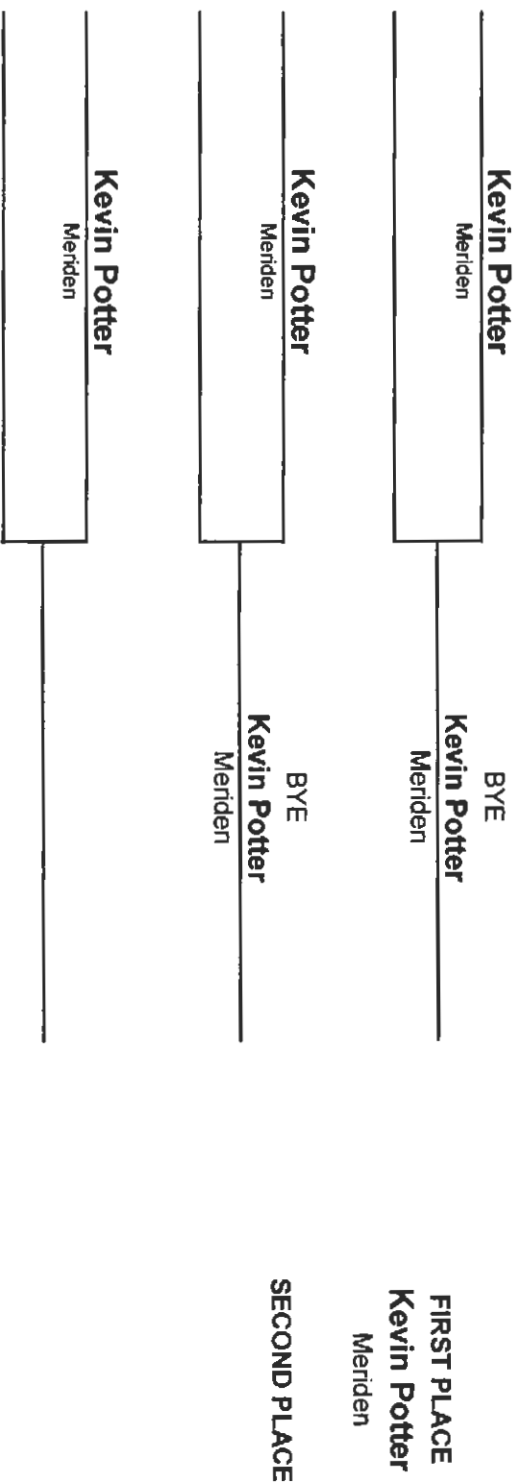 Kevin Potter
Meriden
BYE
Kevin Potter
Meriden
FIRST PLACE
Kevin Potter
Meriden
Kevin Potter
Meriden
BYE
Kevin Potter
Meriden
SECOND PLACE
Kevin Potter
Meriden